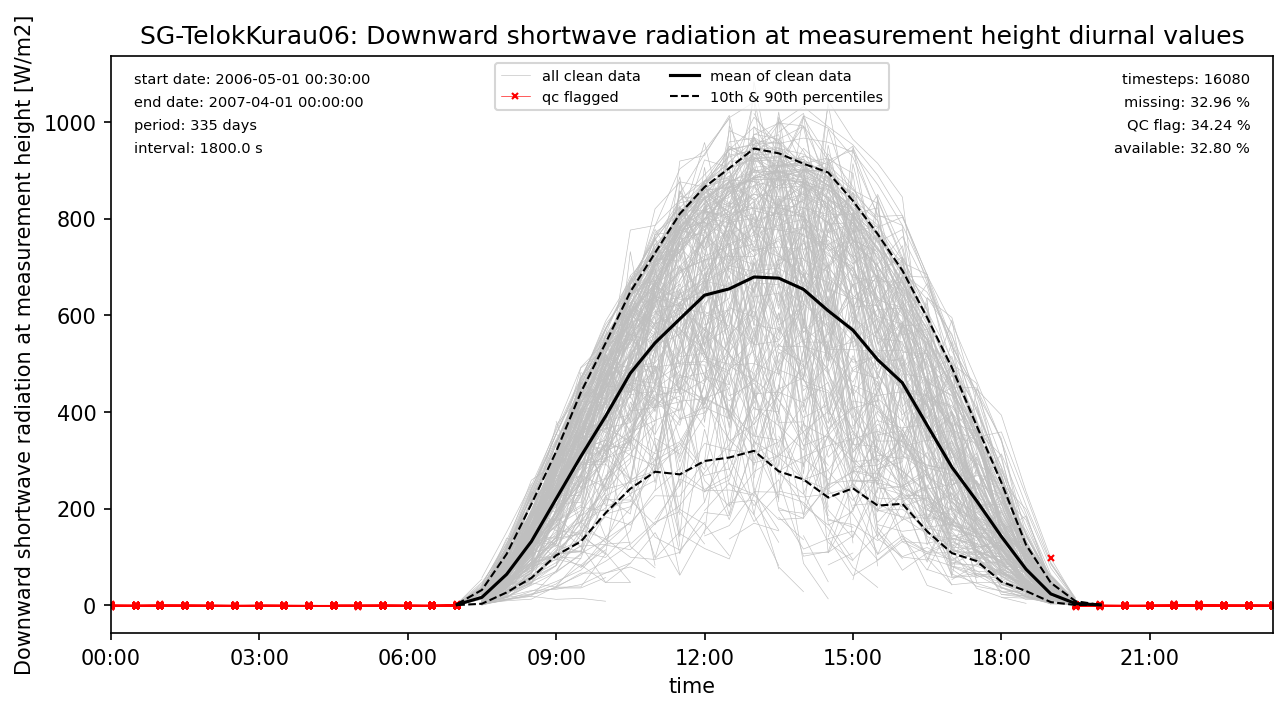 SG-TelokKurau06: Downward shortwave radiation at measurement height diurnal values
Downward shortwave radiation at measurement height [W/m2]
start date: 2006-05-01 00:30:00
end date: 2007-04-01 00:00:00
period: 335 days
interval: 1800.0 s
all clean data
qc flagged
mean of clean data
10th & 90th percentiles
timesteps: 16080
missing: 32.96 %
QC flag: 34.24 %
available: 32.80 %
1000
800
600
400
200
0
00:00
03:00
06:00
09:00
12:00
15:00
18:00
21:00
time